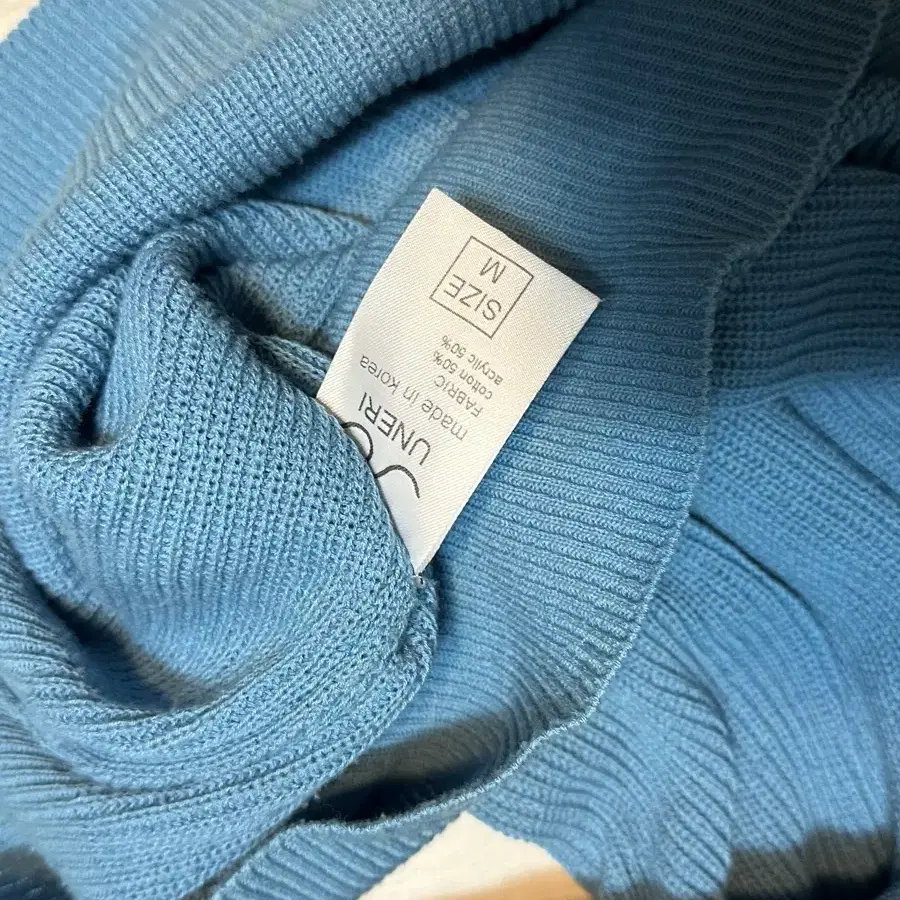 UNERI
made in korea
FABRIC
cotton 50%
acrylic 50%
SIZE
M